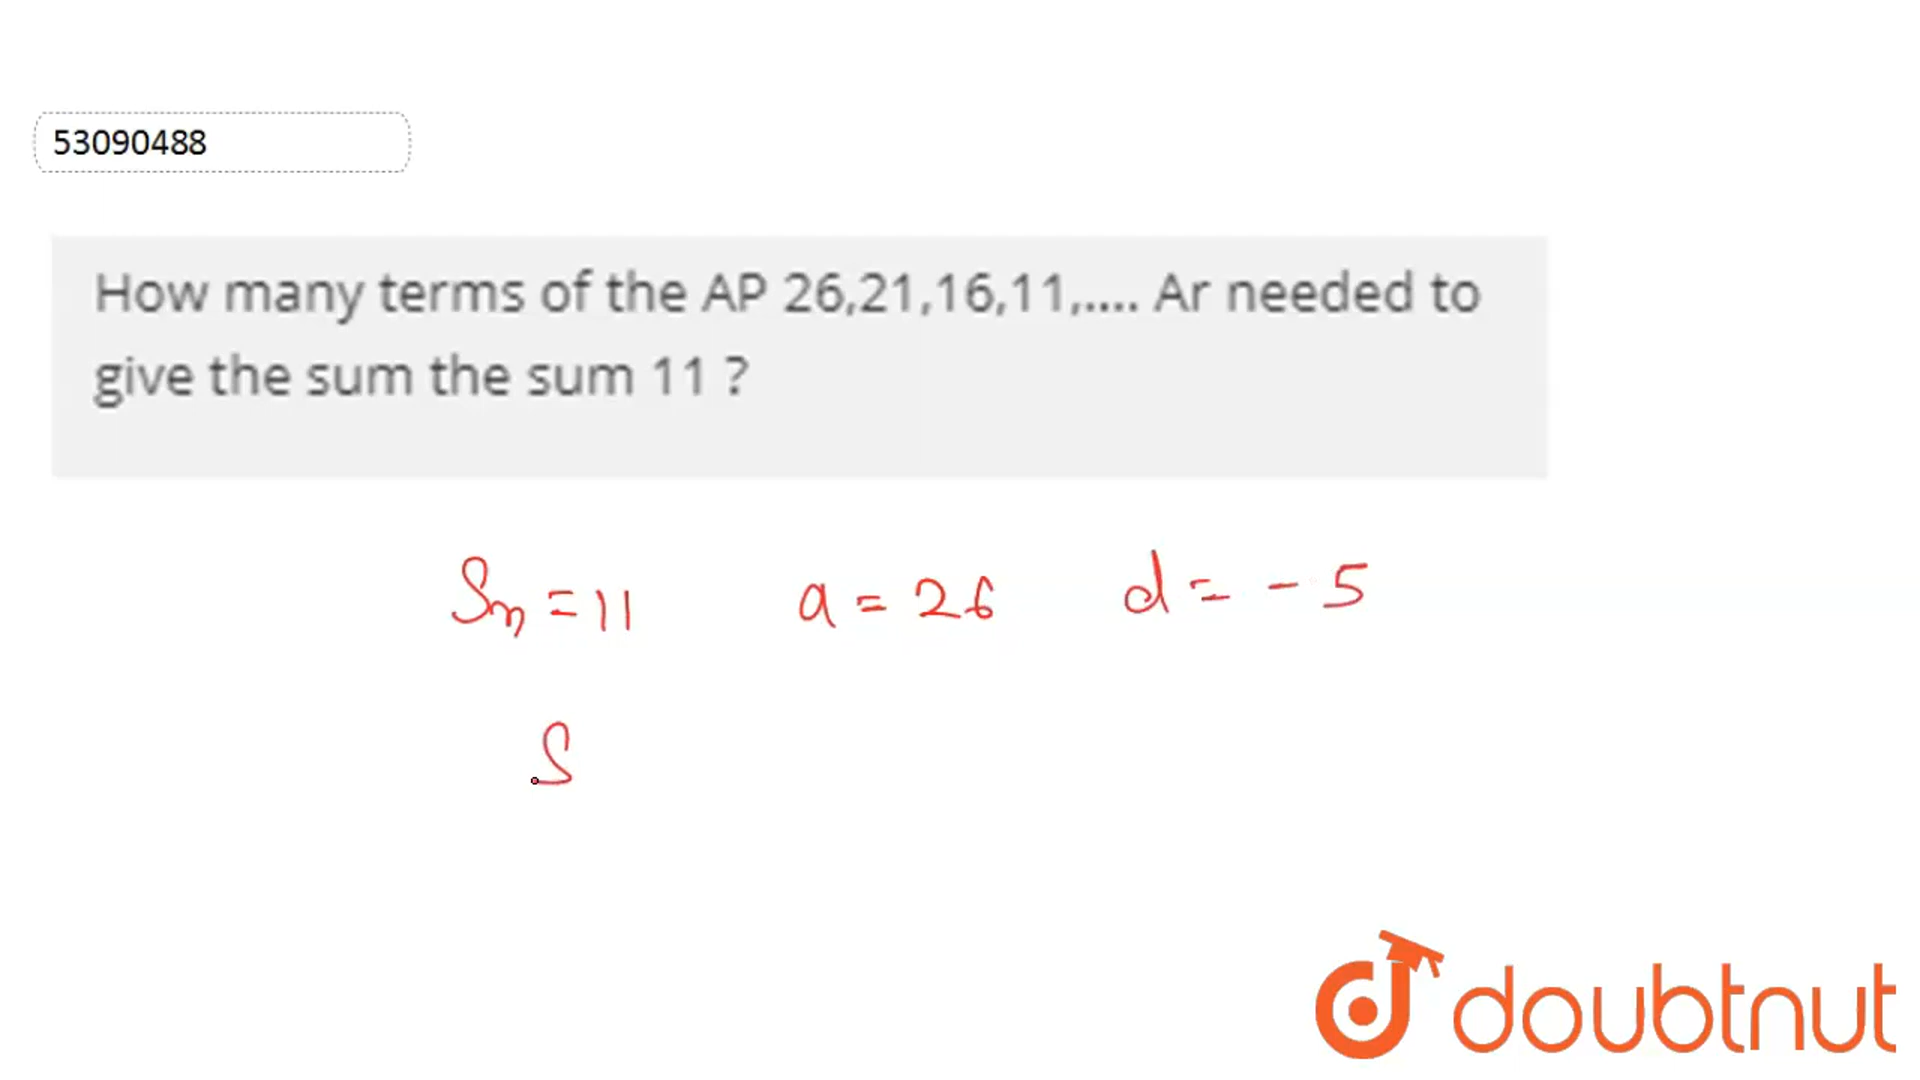 53090488
How many terms of the AP 26,21,16,11,.... Ar needed to
give the sum the sum 11 ?
Sn = 11 a = 26 d = - 5
S
doubtnut